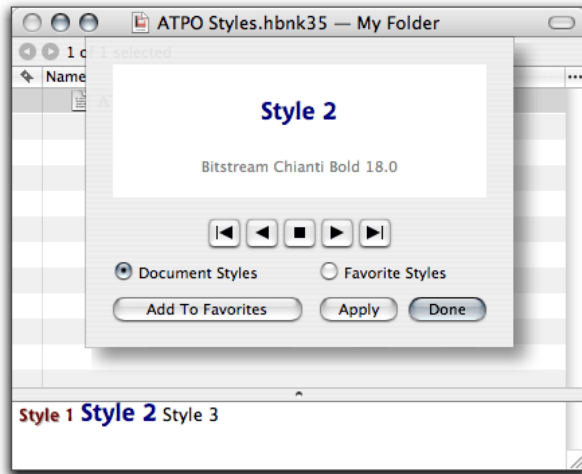 ATPO Styles.hbnk35 — My Folder
1 of 1 selected
Name
Style 2
Bitstream Chianti Bold 18.0
Document Styles Favorite Styles
Add To Favorites Apply Done
Style 1 Style 2 Style 3